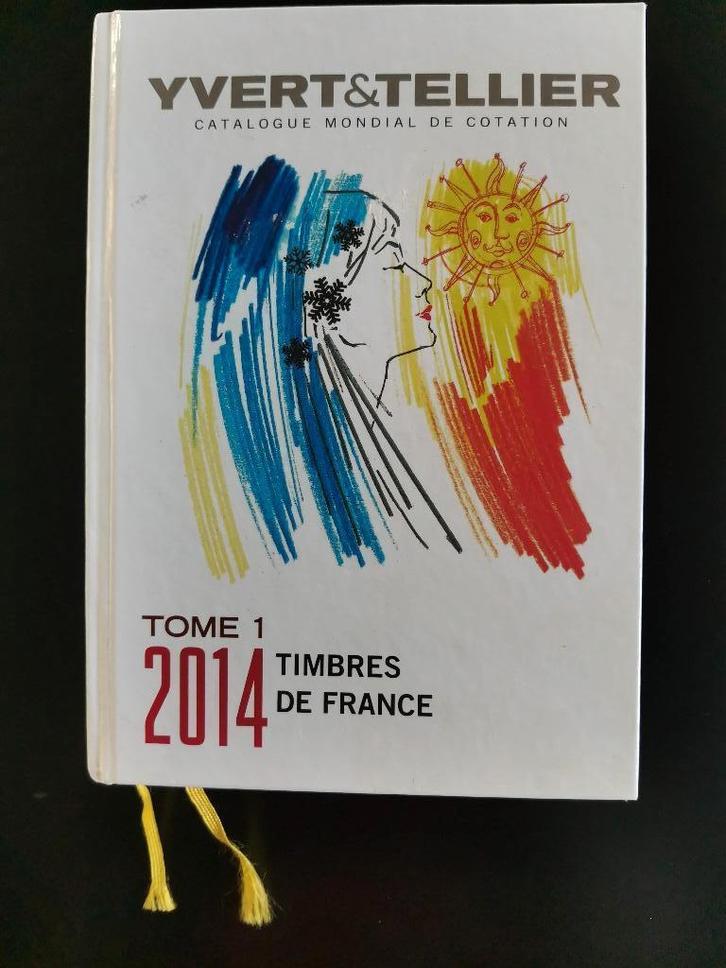 YVERT&TELLIER
CATALOGUE MONDIAL DE COTATION
TOME 1
2014
TIMBRES
DE FRANCE